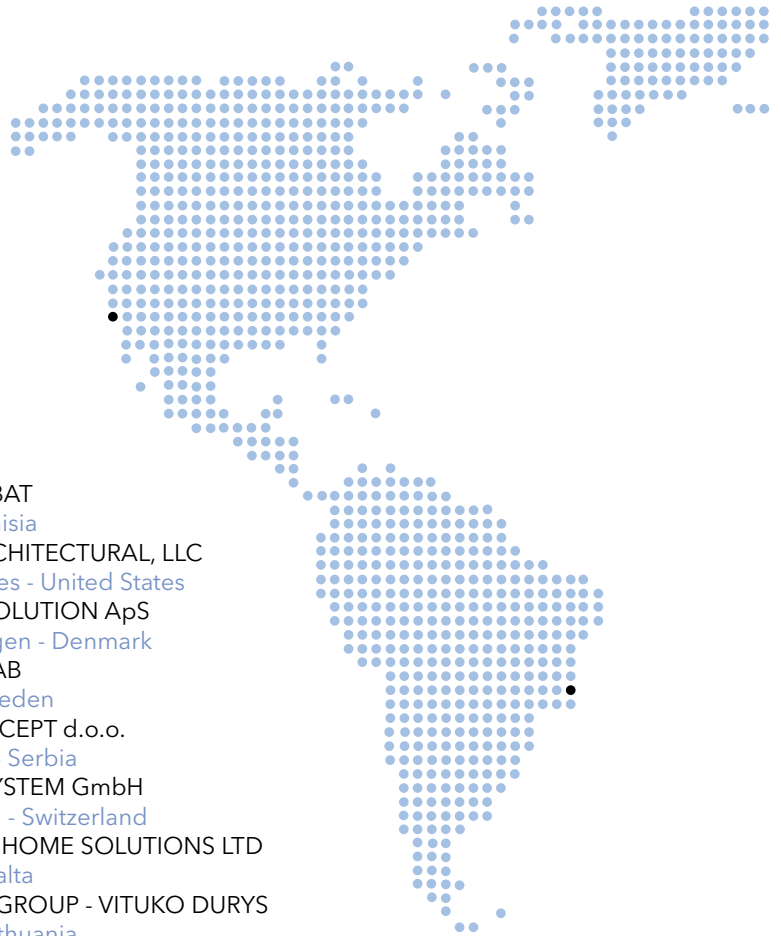 BAT
isia
CHITECTURAL, LLC
es - United States
OLUTION ApS
gen - Denmark
AB
eden
CEPT d.o.o.
- Serbia
YSTEM GmbH
- Switzerland
HOME SOLUTIONS LTD
alta
GROUP - VITUKO DURYS
thuania